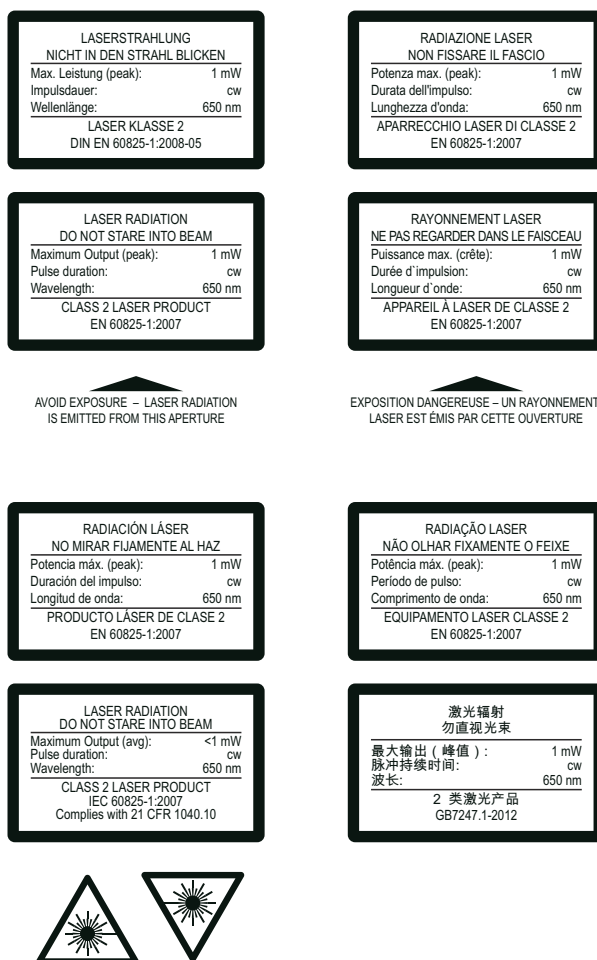 LASERSTRAHLUNG
NICHT IN DEN STRAHL BLICKEN
Max. Leistung (peak): 1 mW
Impulsdauer: cw
Wellenlänge: 650 nm
LASER KLASSE 2
DIN EN 60825-1:2008-05
RADIAZIONE LASER
NON FISSARE IL FASCIO
Potenza max. (peak): 1 mW
Durata dell'impulso: cw
Lunghezza d'onda: 650 nm
APARRECCHIO LASER DI CLASSE 2
EN 60825-1:2007
LASER RADIATION
DO NOT STARE INTO BEAM
Maximum Output (peak): 1 mW
Pulse duration: cw
Wavelength: 650 nm
CLASS 2 LASER PRODUCT
EN 60825-1:2007
RAYONNEMENT LASER
NE PAS REGARDER DANS LE FAISCEAU
Puissance max. (crête): 1 mW
Durée d`impulsion: cw
Longueur d`onde: 650 nm
APPAREIL À LASER DE CLASSE 2
EN 60825-1:2007
AVOID EXPOSURE – LASER RADIATION
IS EMITTED FROM THIS APERTURE
EXPOSITION DANGEREUSE – UN RAYONNEMENT
LASER EST ÉMIS PAR CETTE OUVERTURE
RADIACIÓN LÁSER
NO MIRAR FIJAMENTE AL HAZ
Potencia máx. (peak): 1 mW
Duración del impulso: cw
Longitud de onda: 650 nm
PRODUCTO LÁSER DE CLASE 2
EN 60825-1:2007
RADIAÇÃO LASER
NÃO OLHAR FIXAMENTE O FEIXE
Potência máx. (peak): 1 mW
Período de pulso: cw
Comprimento de onda: 650 nm
EQUIPAMENTO LASER CLASSE 2
EN 60825-1:2007
LASER RADIATION
DO NOT STARE INTO BEAM
Maximum Output (avg): <1 mW
Pulse duration: cw
Wavelength: 650 nm
CLASS 2 LASER PRODUCT
IEC 60825-1:2007
Complies with 21 CFR 1040.10
激光辐射
勿直视光束
最大输出（峰值）: 1 mW
脉冲持续时间: cw
波长: 650 nm
2 类激光产品
GB7247.1-2012